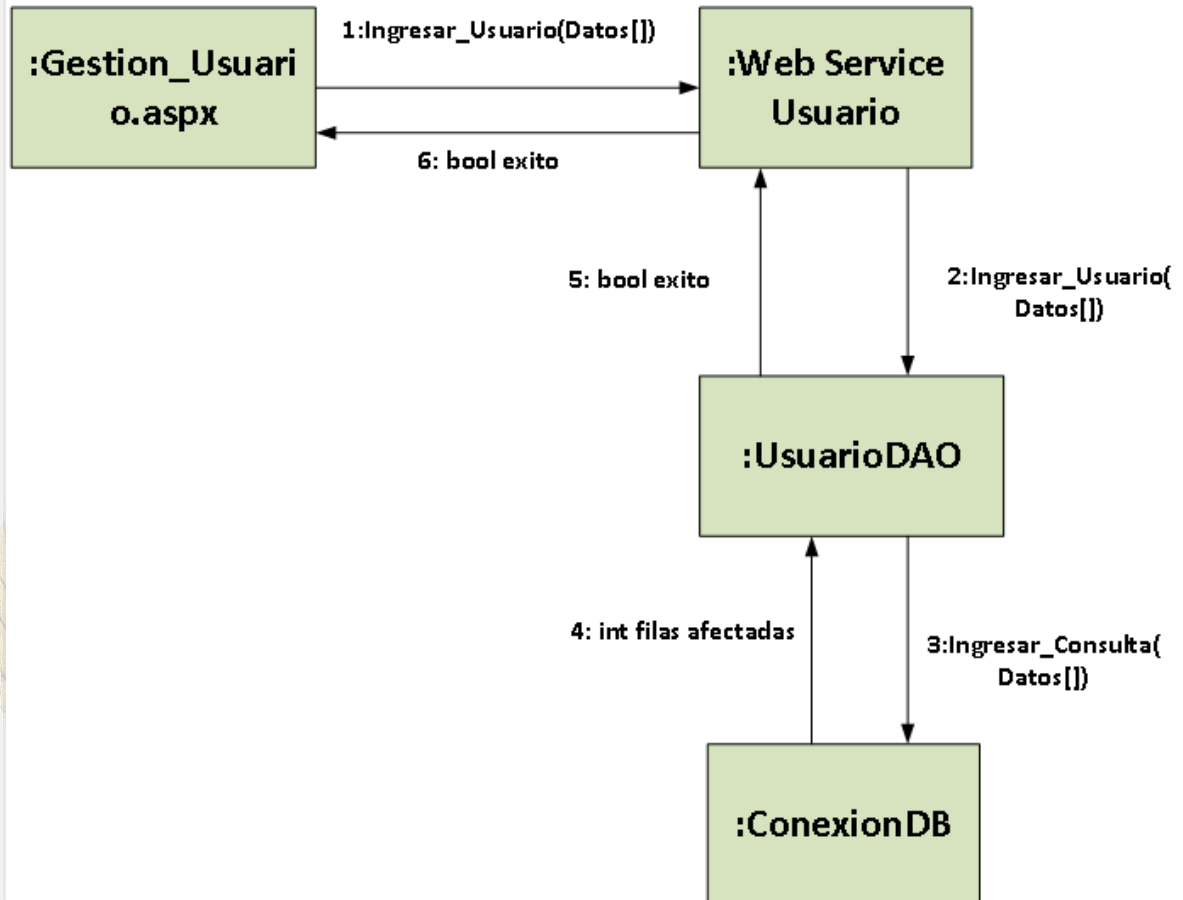 1:Ingresar_Usuario(Datos[])
:Gestion_Usuari
o.aspx
:Web Service
Usuario
6: bool exito
5: bool exito
2:Ingresar_Usuario(
Datos[])
:UsuarioDAO
4: int filas afectadas
3:Ingresar_Consulta(
Datos[])
:ConexionDB